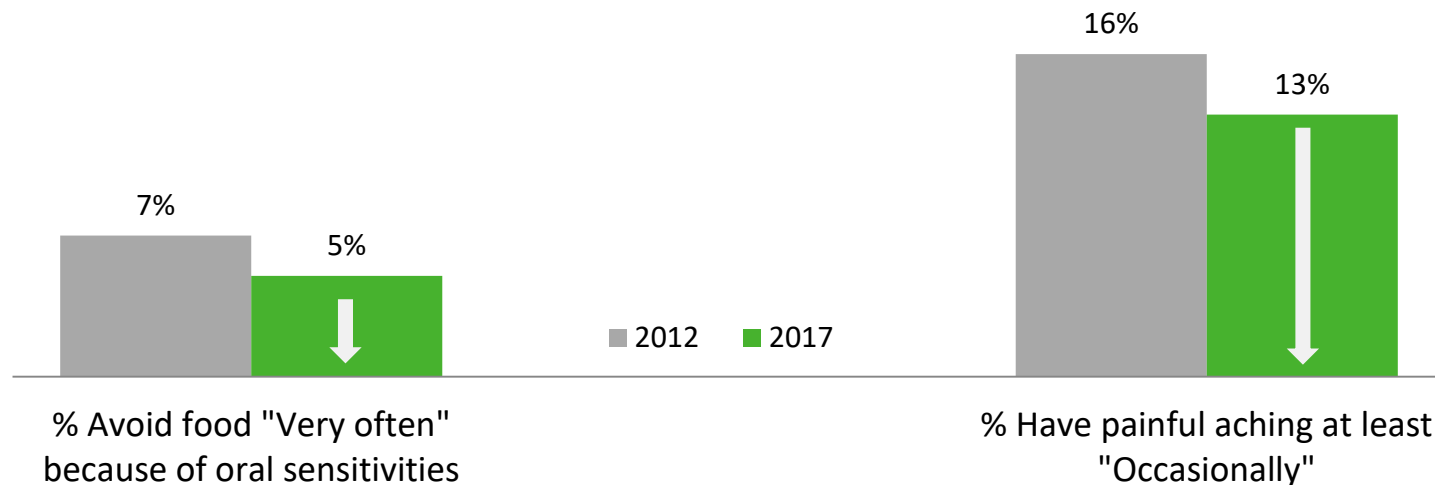 16%
13%
7%
5%
2012 2017
% Avoid food "Very often"
because of oral sensitivities
% Have painful aching at least
"Occasionally"